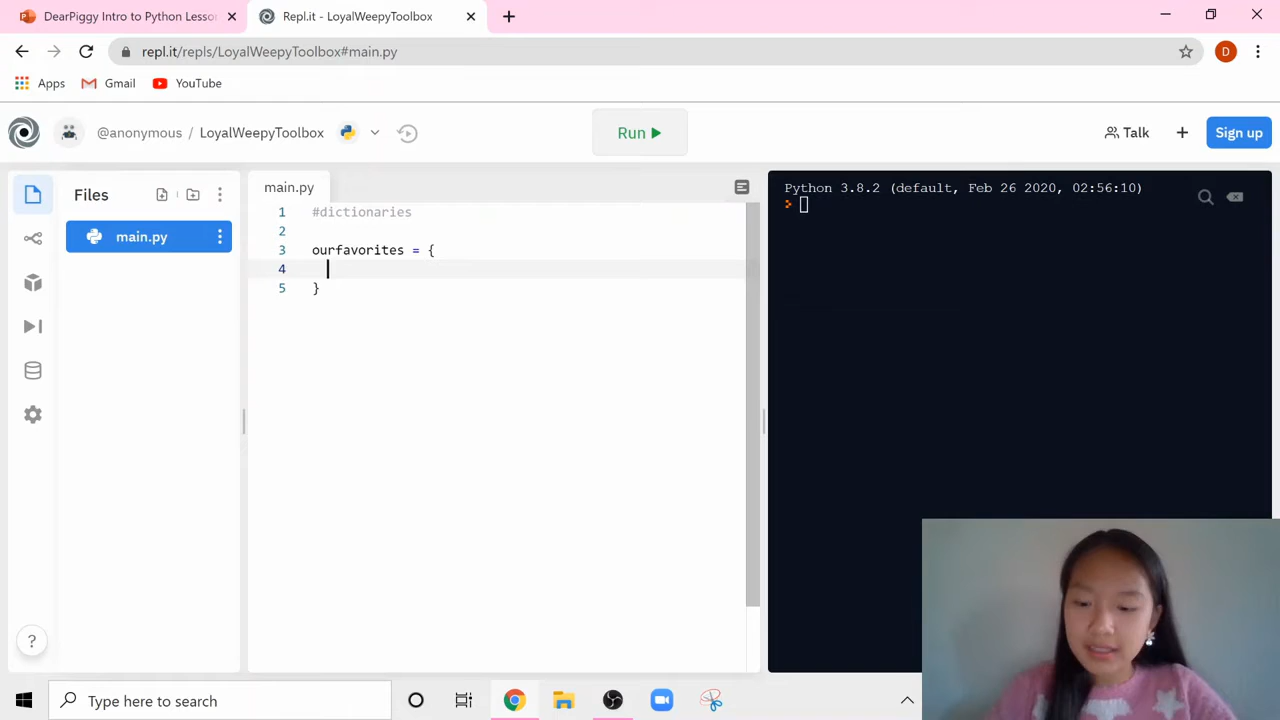 DearPiggy Intro to Python Lesso
Repl.it - LoyalWeepyToolbox
repl.it/repls/LoyalWeepyToolbox#main.py
D
Apps
Gmail
YouTube
@anonymous / LoyalWeepyToolbox
Run
Talk
Sign up
Files
main.py
main.py
1 #dictionaries
2
3 ourfavorites = {
4
5 }
Python 3.8.2 (default, Feb 26 2020, 02:56:10)
?
Type here to search